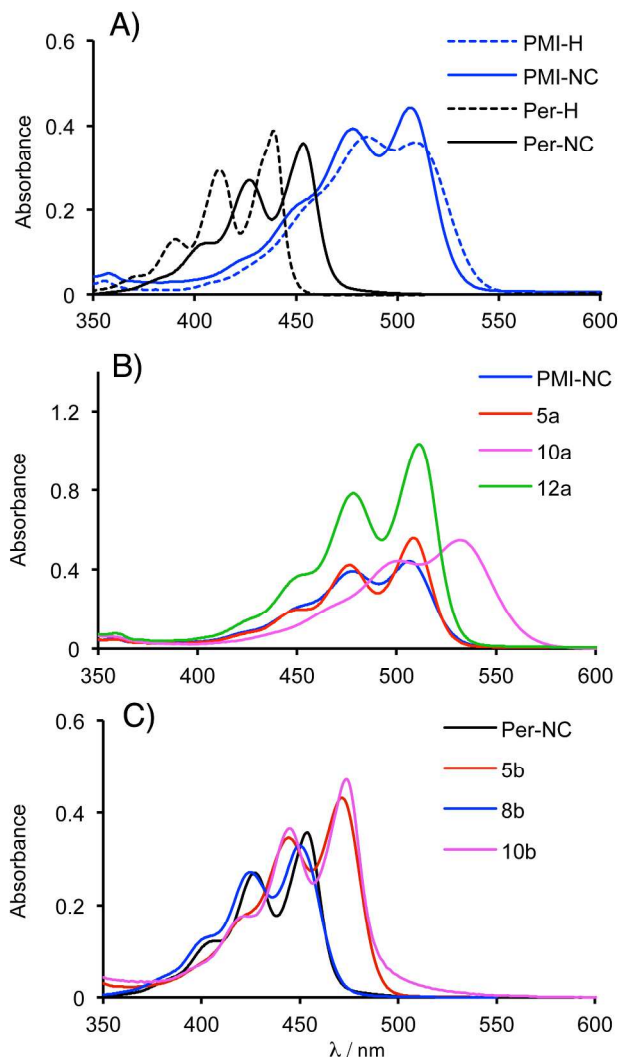 A)
0.6
0.4
0.2
0
Absorbance
PMI-H
PMI-NC
Per-H
Per-NC
350 400 450 500 550 600
B)
1.2
0.8
0.4
0
Absorbance
PMI-NC
5a
10a
12a
350 400 450 500 550 600
C)
0.6
0.4
0.2
0
Absorbance
Per-NC
5b
8b
10b
350 400 450 500 550 600
λ / nm